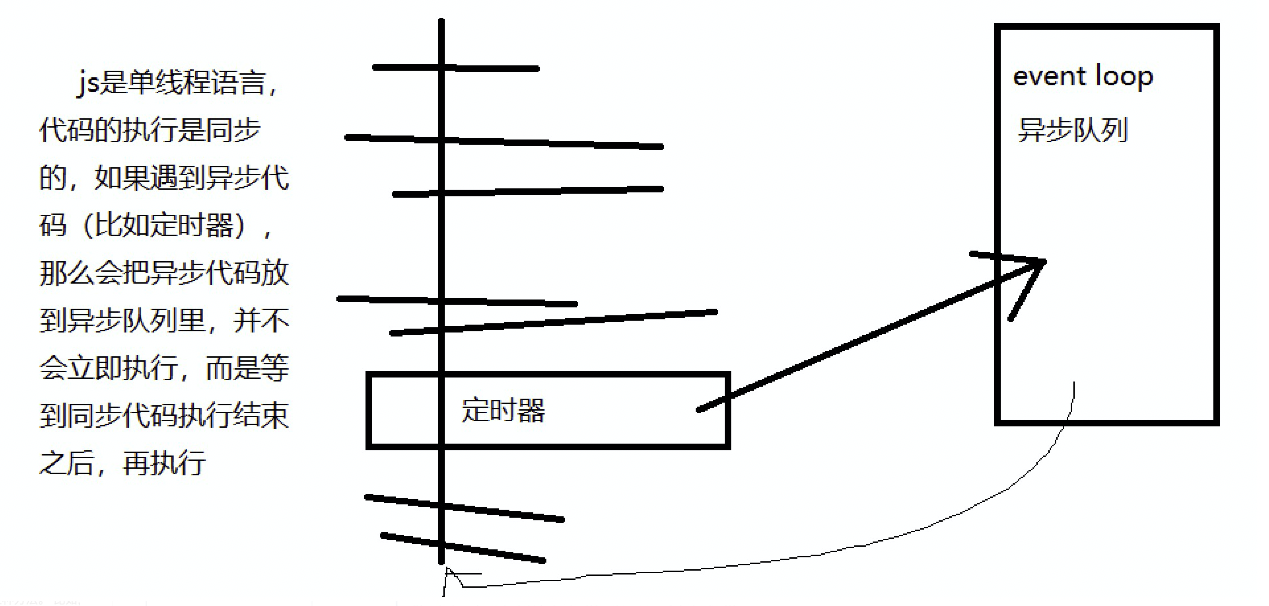 js是单线程语言，
代码的执行是同步
的，如果遇到异步代
码（比如定时器），
那么会把异步代码放
到异步队列里，并不
会立即执行，而是等
到同步代码执行结束
之后，再执行
定时器
event loop
异步队列